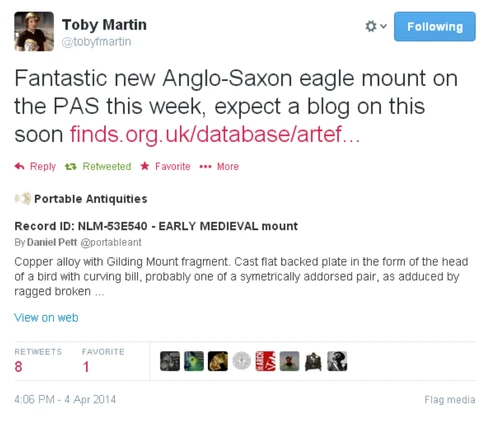 Toby Martin
@tobyfmartin
Following
Fantastic new Anglo-Saxon eagle mount on
the PAS this week, expect a blog on this
soon finds.org.uk/database/artef...
Reply Retweeted Favorite More
Portable Antiquities
Record ID: NLM-53E540 - EARLY MEDIEVAL mount
By Daniel Pett @portableant
Copper alloy with Gilding Mount fragment. Cast flat backed plate in the form of the head
of a bird with curving bill, probably one of a symetrically addorsed pair, as adduced by
ragged broken ...
View on web
RETWEETS FAVORITE
8 1
4:06 PM - 4 Apr 2014 Flag media